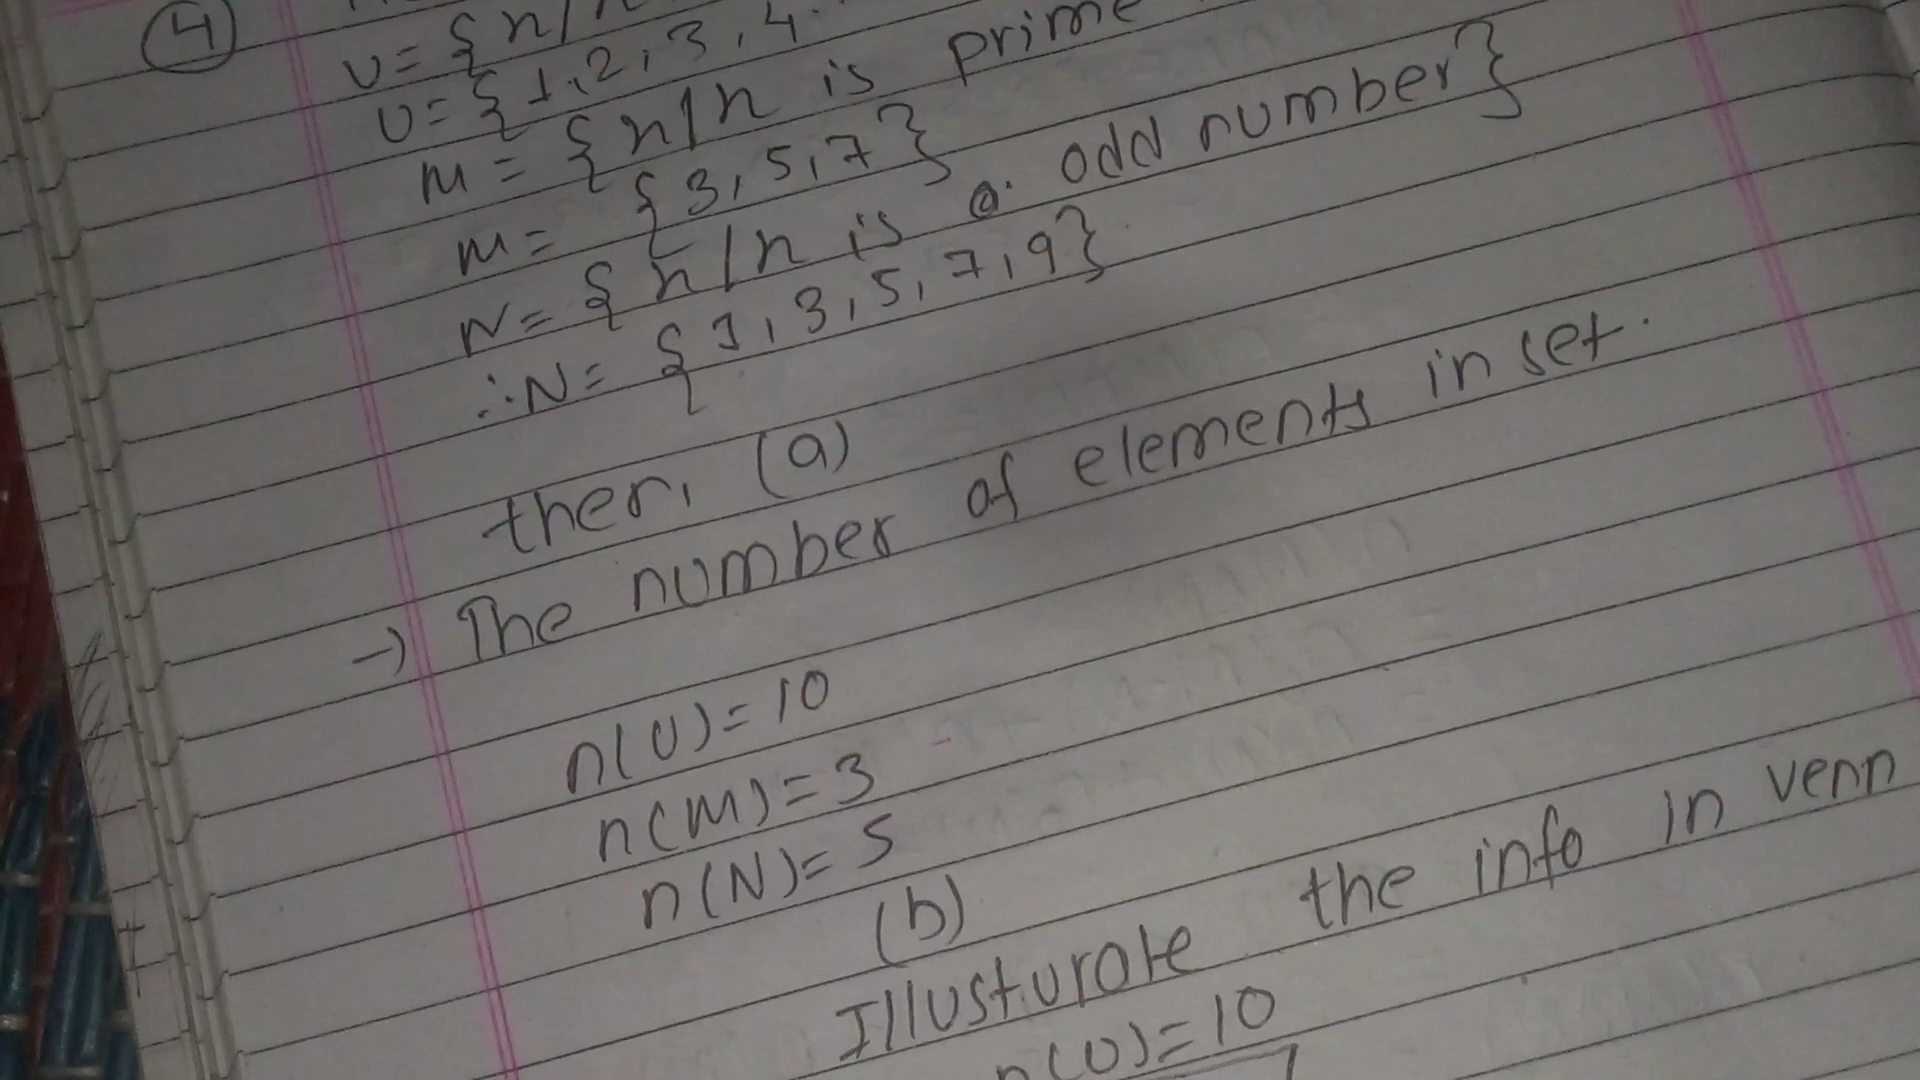 4
U = {n/n
U = {1, 2, 3, 4
M = {n/n is prime
M = {3, 5, 7}
N = {n/n is a odd number}
∴ N = {1, 3, 5, 7, 9}
then, (a)
→) The number of elements in set.
n(U) = 10
n(M) = 3
n(N) = 5
(b)
Illusturate the info in venn
n(U) = 10